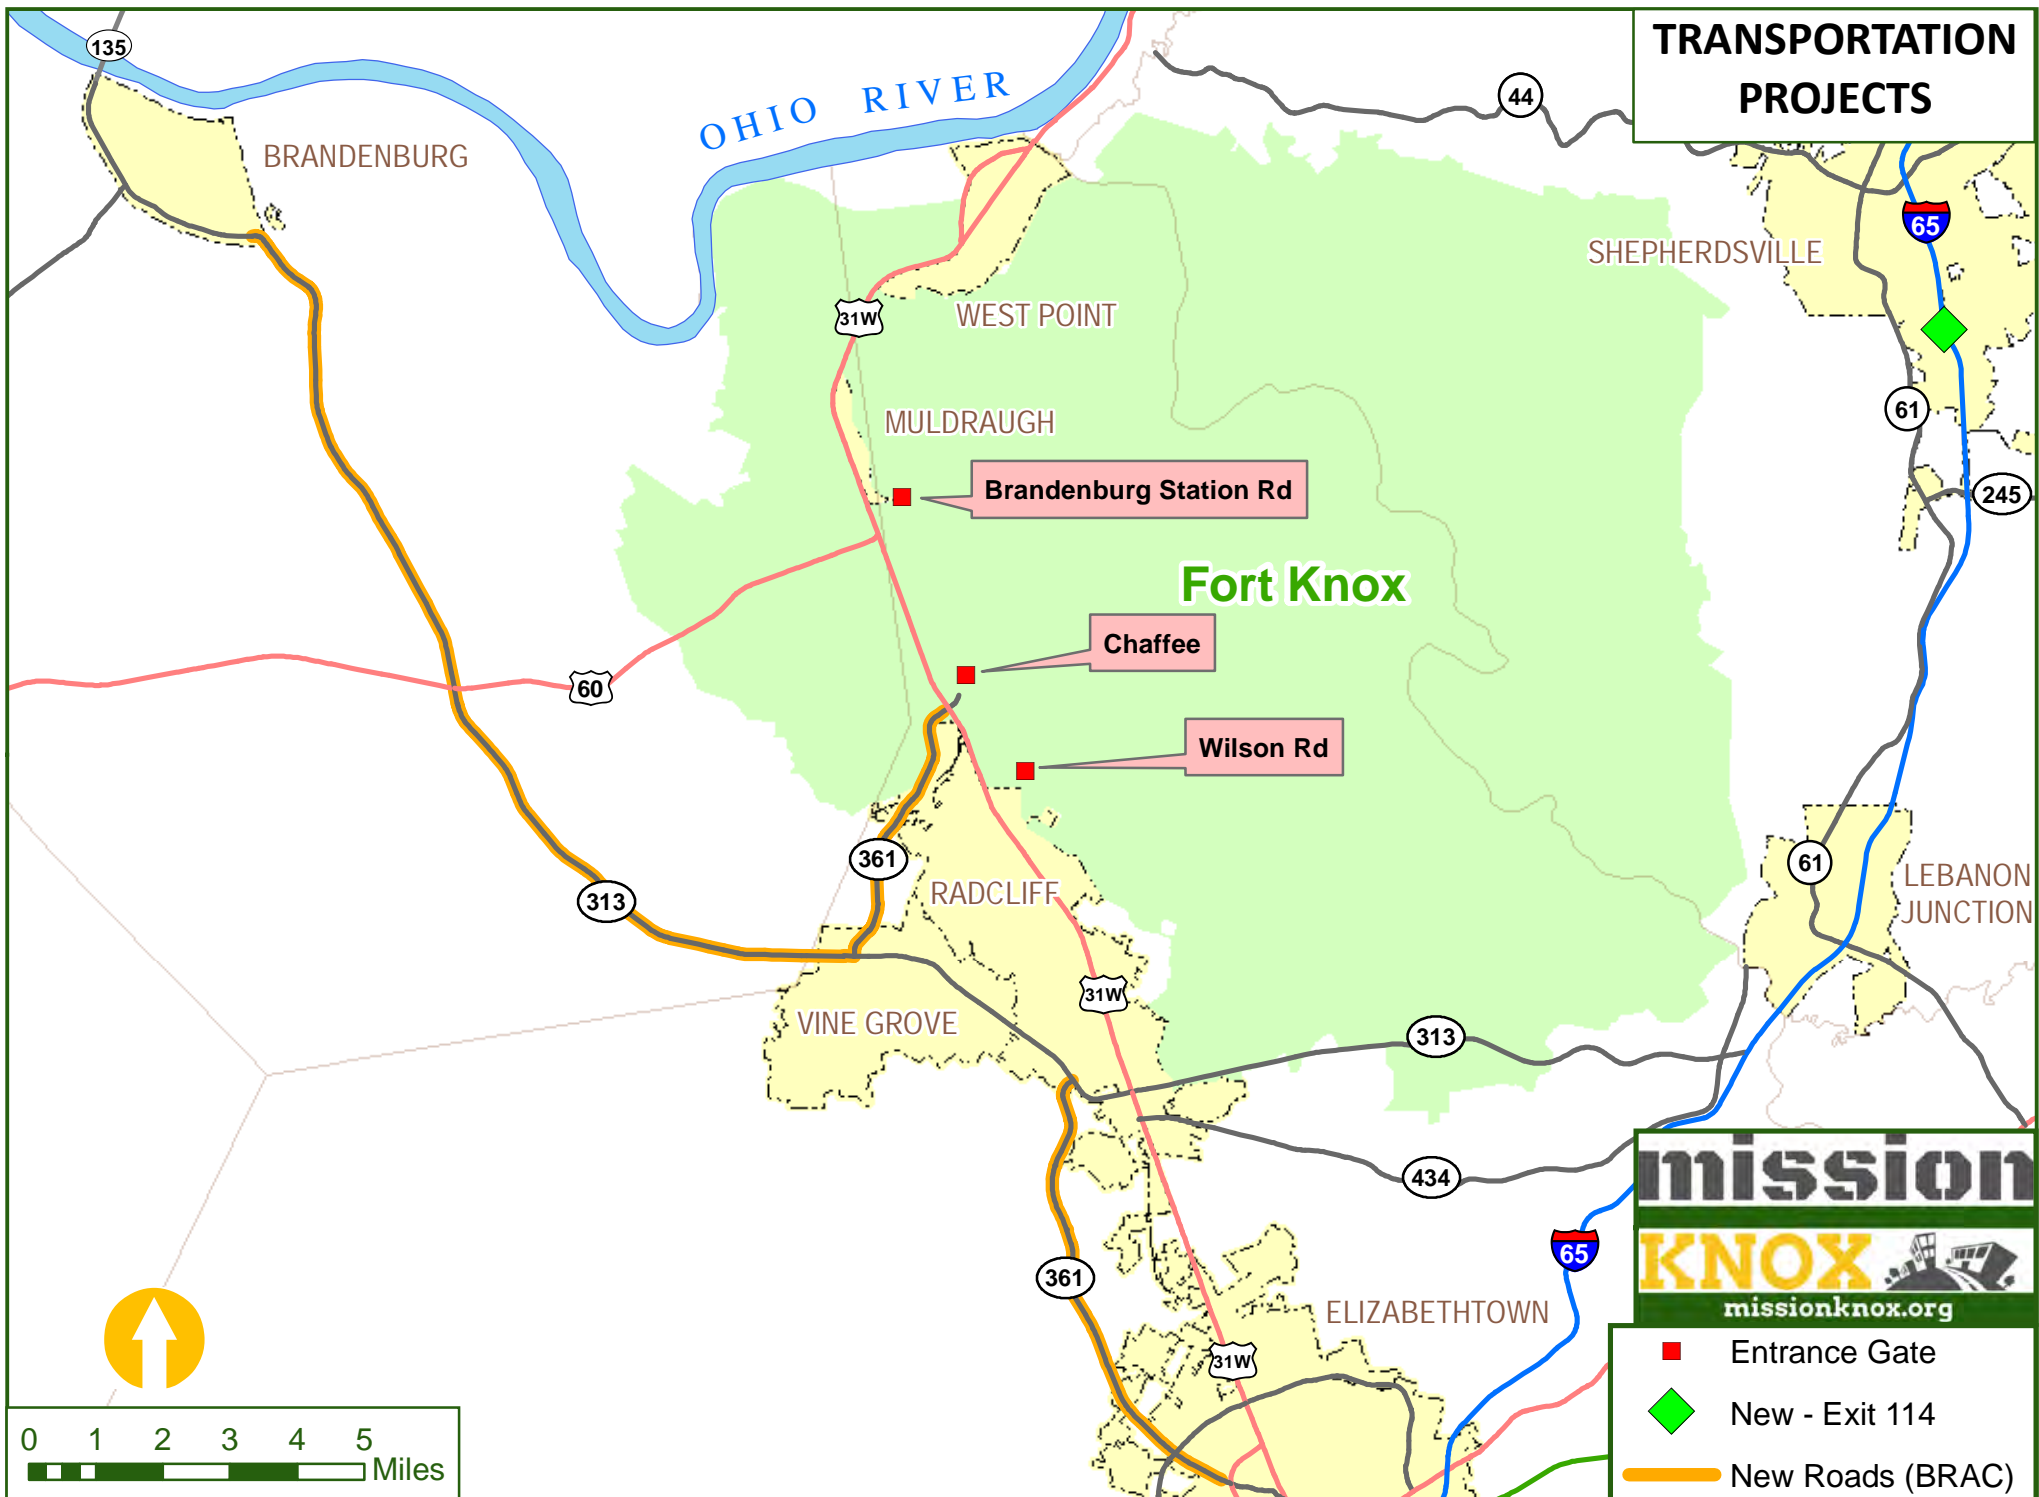 TRANSPORTATION
PROJECTS
135
OHIO RIVER
44
BRANDENBURG
65
SHEPHERDSVILLE
31W
WEST POINT
61
MULDRAUGH
Brandenburg Station Rd
245
Fort Knox
Chaffee
60
Wilson Rd
361
61
RADCLIFF
LEBANON
JUNCTION
313
31W
VINE GROVE
313
434
mission
65
KNOX
361
missionknox.org
ELIZABETHTOWN
31W
Entrance Gate
New - Exit 114
New Roads (BRAC)
0 1 2 3 4 5
Miles